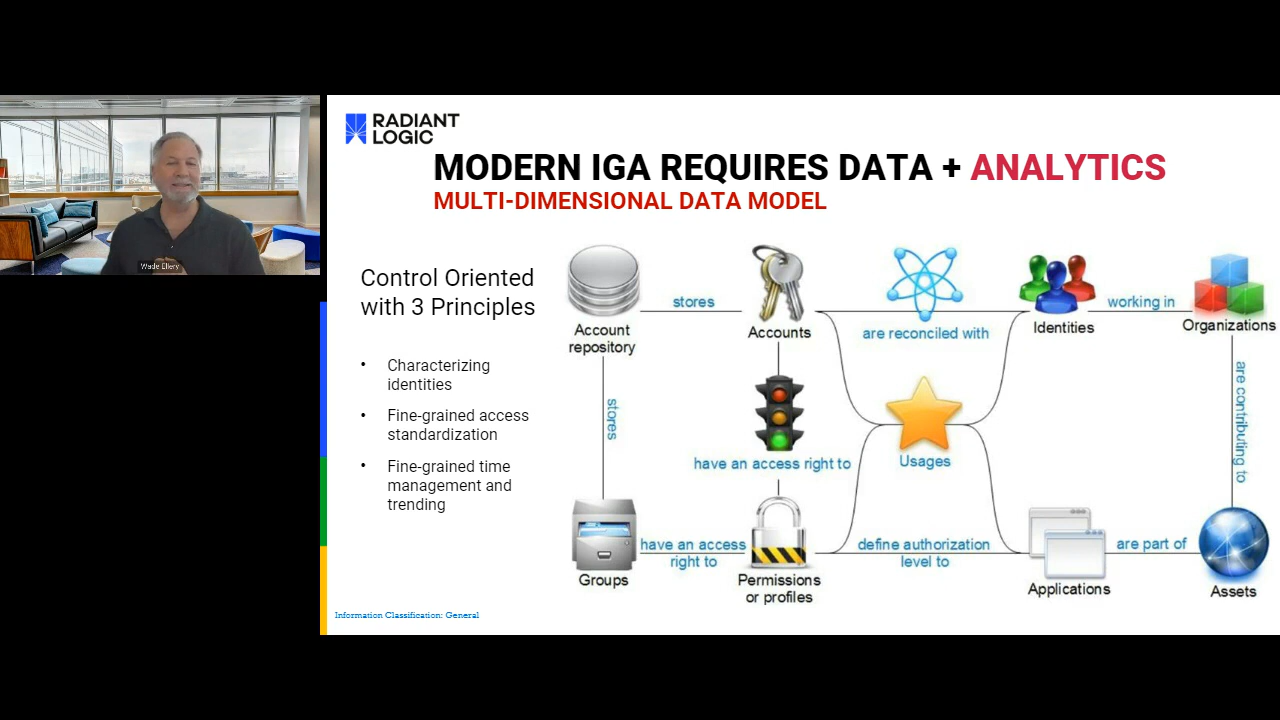 RADIANT
LOGIC
MODERN IGA REQUIRES DATA + ANALYTICS
MULTI-DIMENSIONAL DATA MODEL
Wade Ellery
Control Oriented
with 3 Principles
• Characterizing
identities
• Fine-grained access
standardization
• Fine-grained time
management and
trending
Account
repository
stores
Accounts
are reconciled with
Identities
working in
Organizations
stores
have an access right to
Usages
are contributing to
Groups
have an access
right to
Permissions
or profiles
define authorization
level to
Applications
are part of
Assets
Information Classification: General